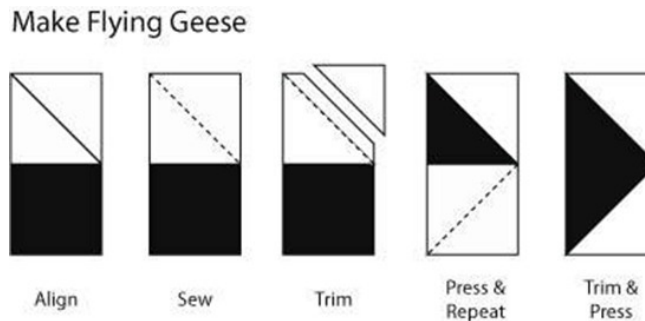 Make Flying Geese
Align
Sew
Trim
Press &
Repeat
Trim &
Press